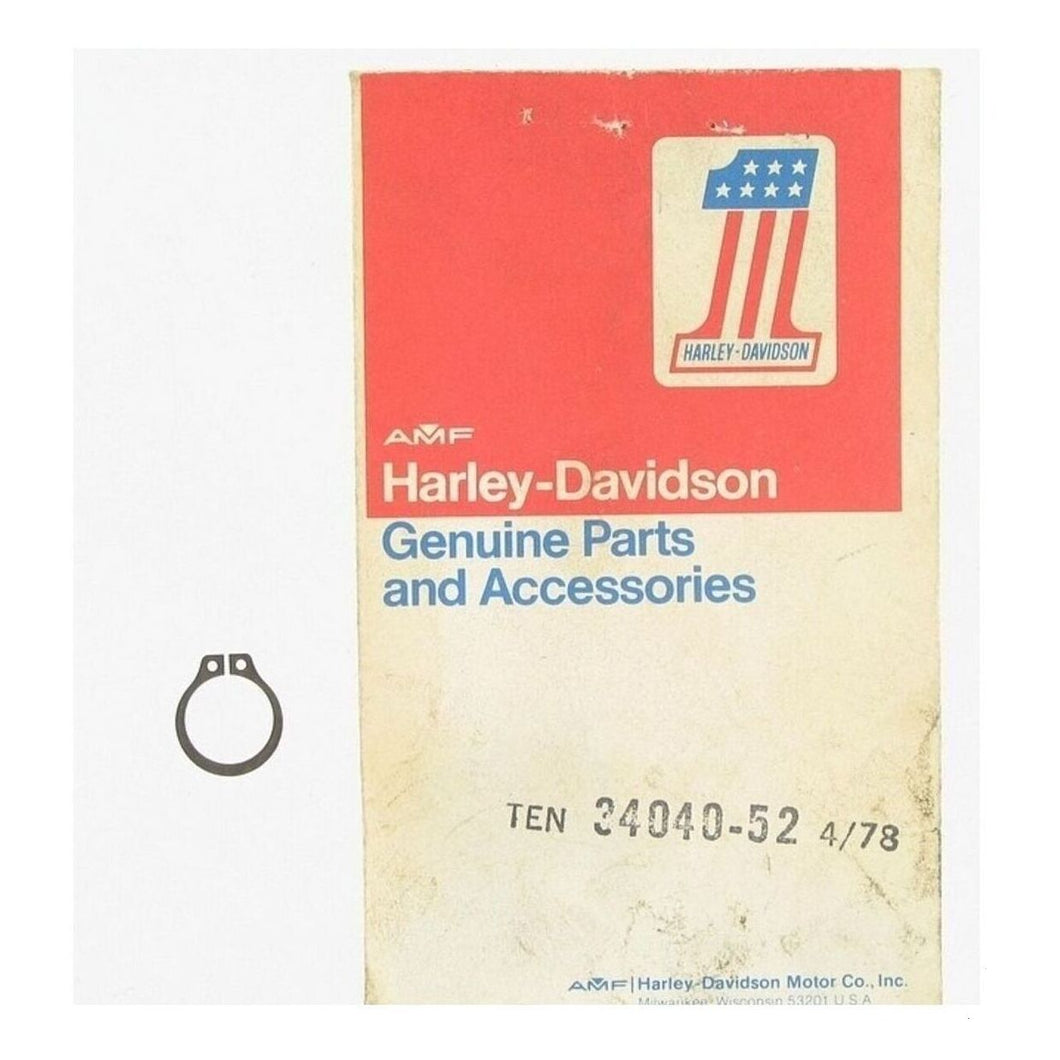 HARLEY-DAVIDSON
AMF
Harley-Davidson
Genuine Parts
and Accessories
TEN 34040-52 4/78
AMF|Harley-Davidson Motor Co., Inc.
Milwaukee, Wisconsin 53201 U.S.A.